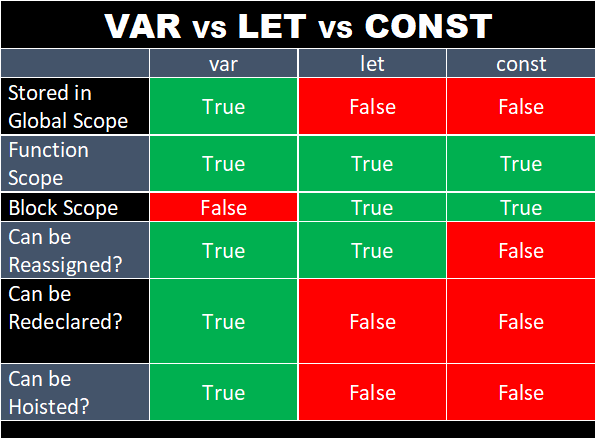 VAR vs LET vs CONST
var let const
Stored in
Global Scope True False False
Function
Scope True True True
Block Scope False True True
Can be
Reassigned? True True False
Can be
Redeclared? True False False
Can be
Hoisted? True False False